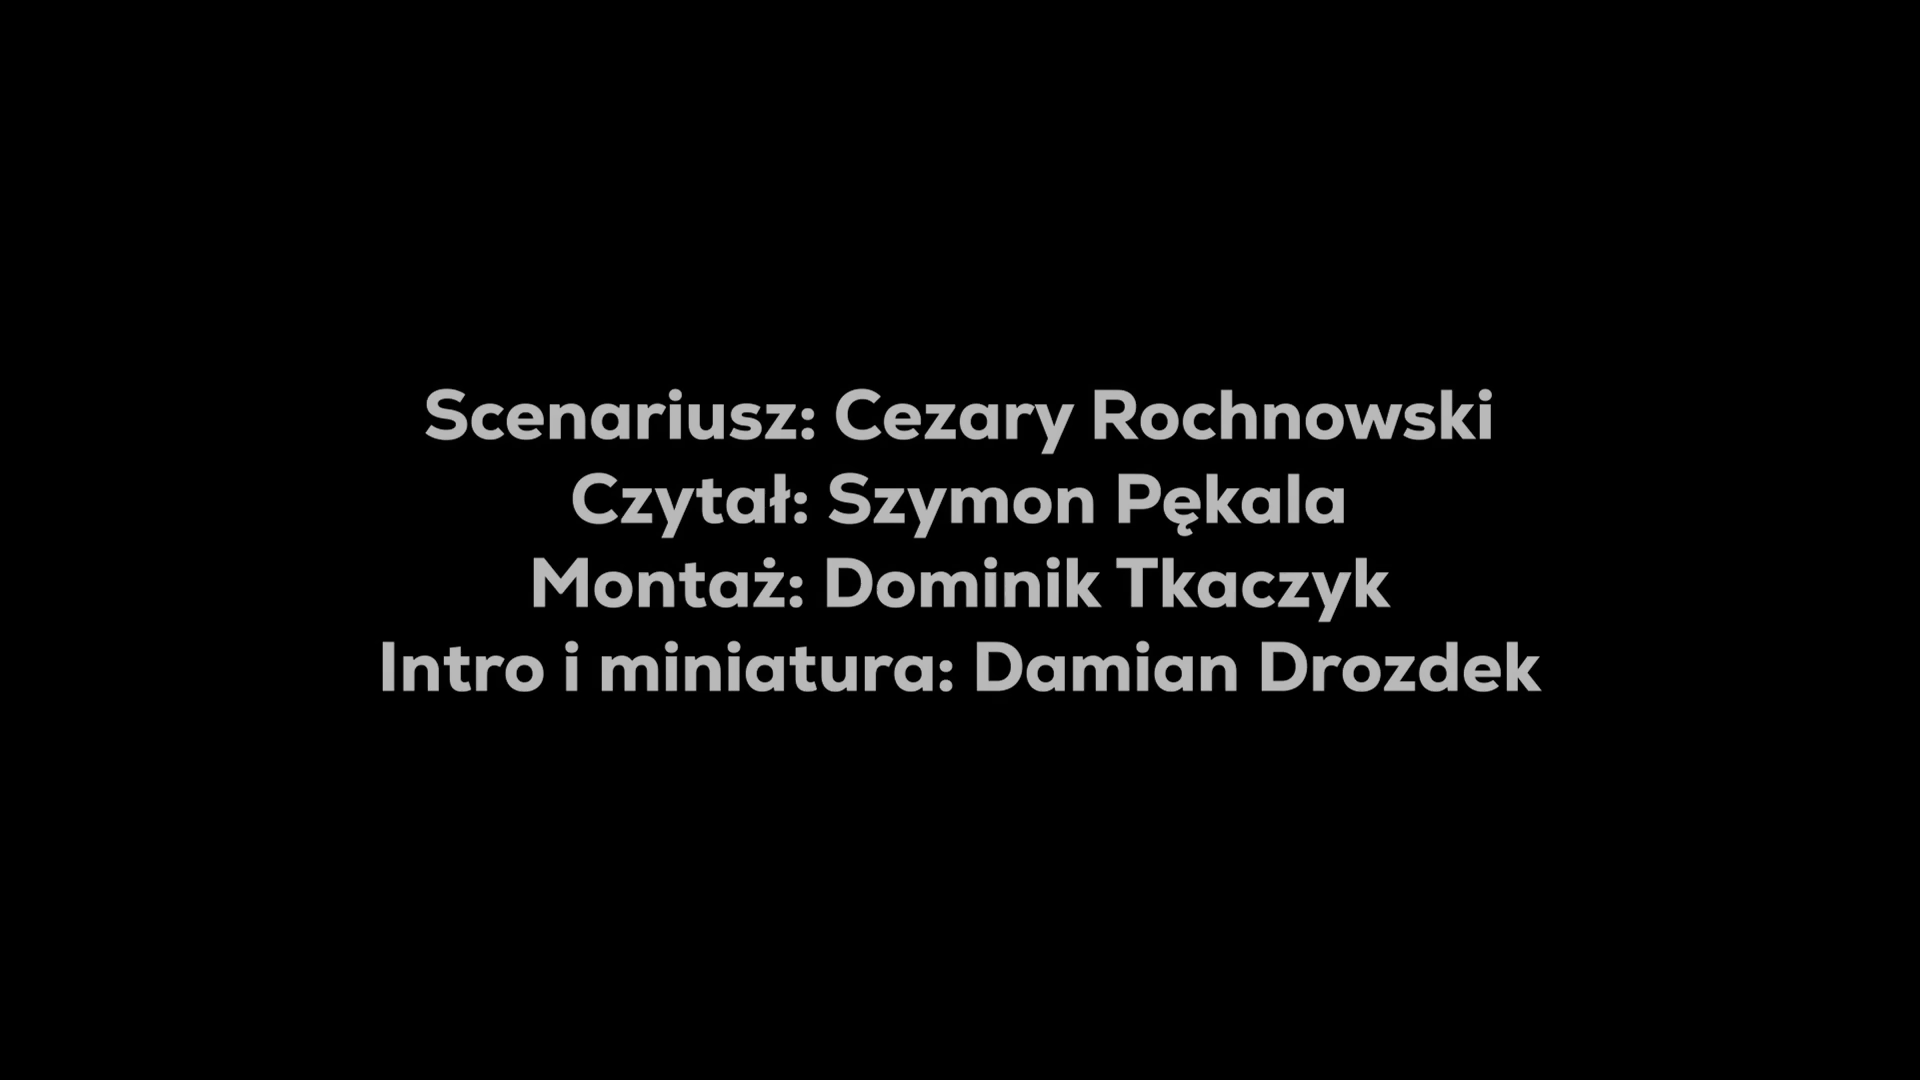 Scenariusz: Cezary Rochnowski
Czytał: Szymon Pękala
Montaż: Dominik Tkaczyk
Intro i miniatura: Damian Drozdek